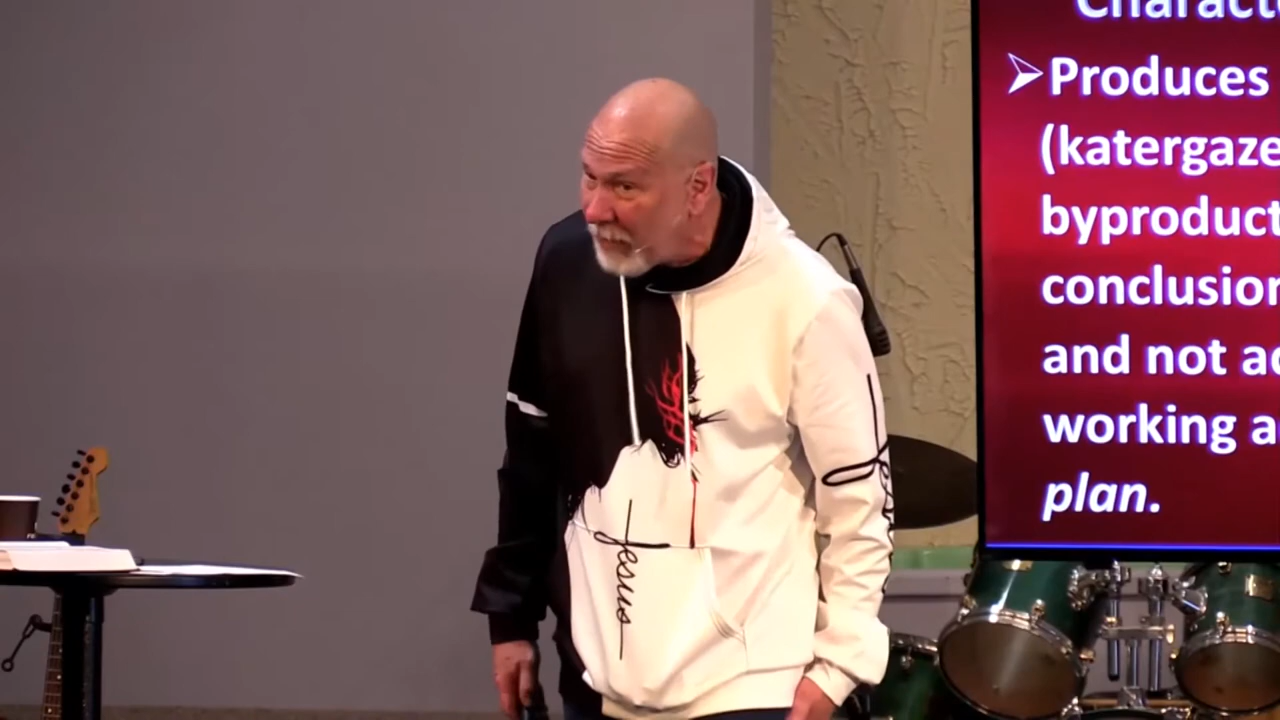 Produces
(katergaze
byproduct
conclusion
and not ac
working a
plan.
Jesus